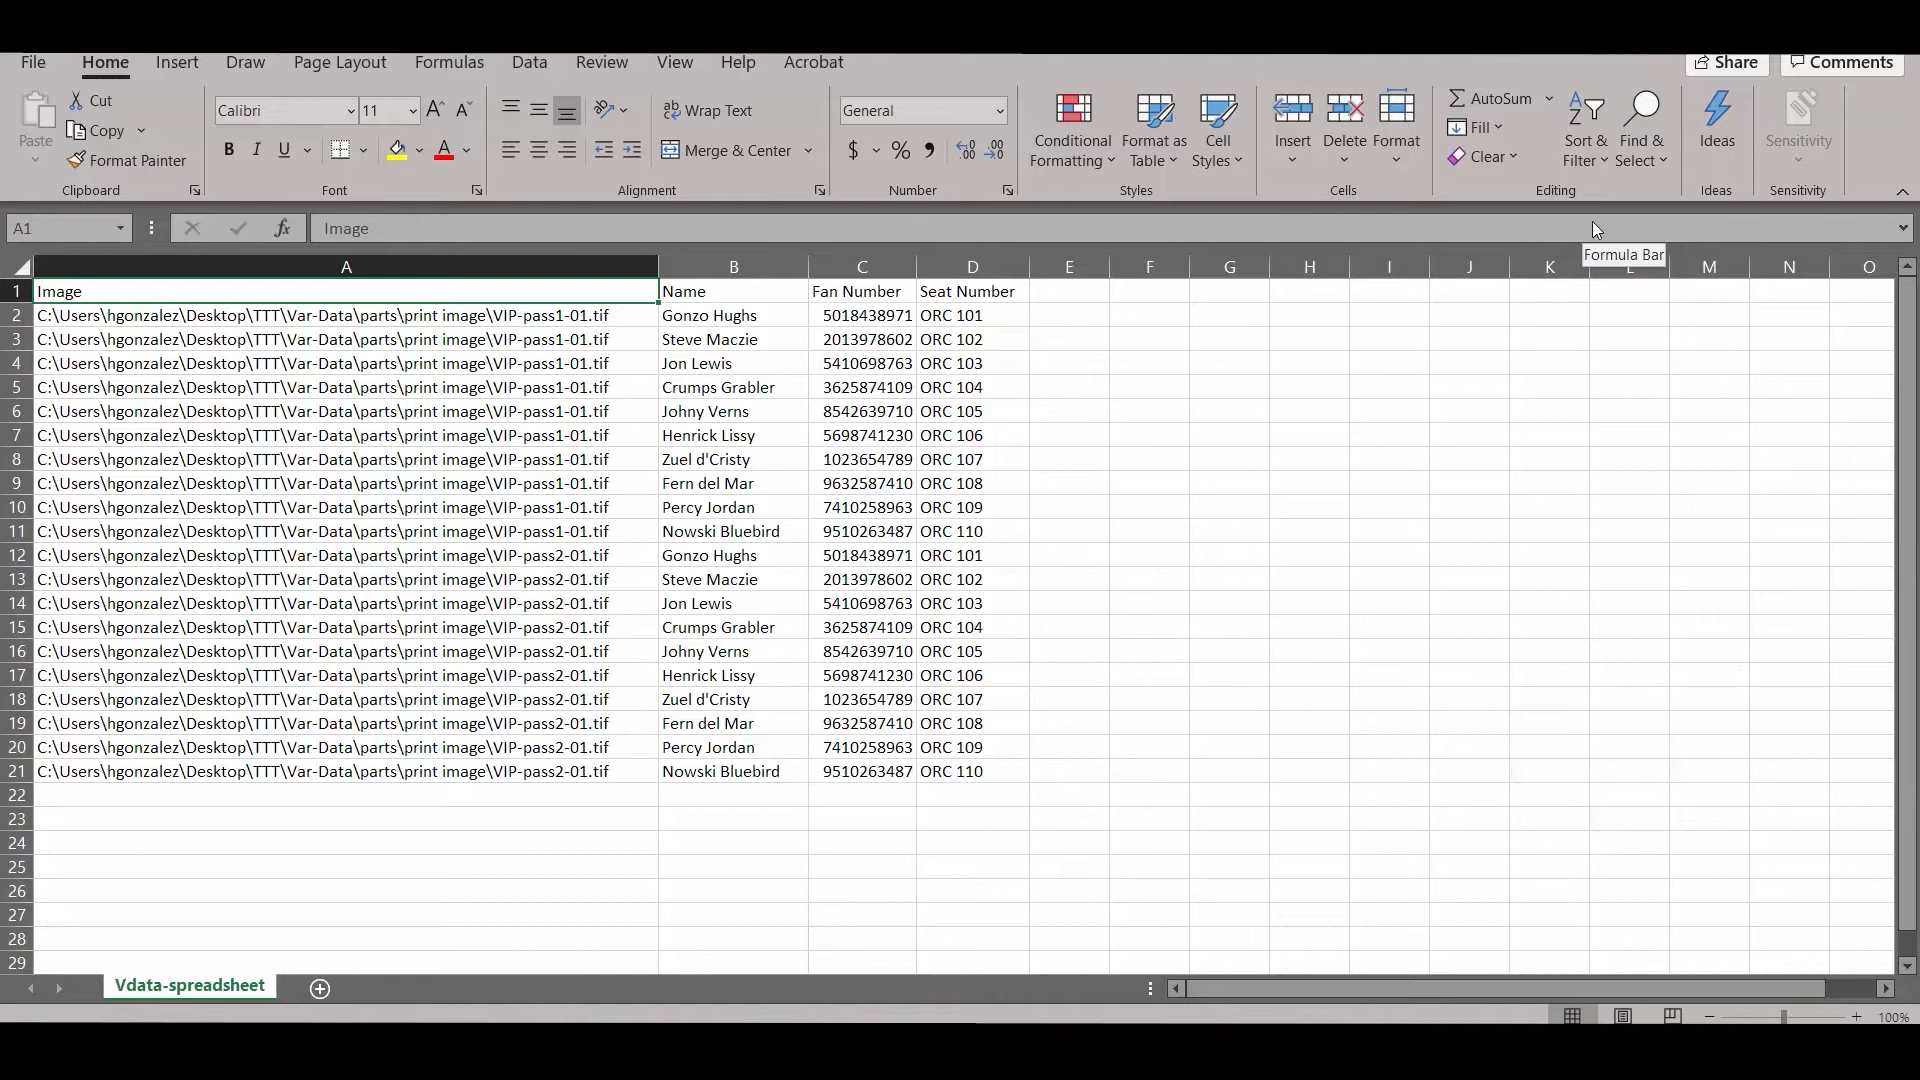 File Home Insert Draw Page Layout Formulas Data Review View Help Acrobat Share Comments
Paste Cut Copy Format Painter Clipboard
Calibri 11 A A B I U A Font
ab Wrap Text Merge & Center Alignment
General $ % , Number
Conditional Formatting Format as Table Cell Styles Styles
Insert Delete Format Cells
AutoSum Fill Clear Sort & Filter Find & Select Editing
Ideas Ideas
Sensitivity Sensitivity
A1 fx Image
Formula Bar
A B C D E F G H I J K L M N O
1 Image Name Fan Number Seat Number
2 C:\Users\hgonzalez\Desktop\TTT\Var-Data\parts\print image\VIP-pass1-01.tif Gonzo Hughs 5018438971 ORC 101
3 C:\Users\hgonzalez\Desktop\TTT\Var-Data\parts\print image\VIP-pass1-01.tif Steve Maczie 2013978602 ORC 102
4 C:\Users\hgonzalez\Desktop\TTT\Var-Data\parts\print image\VIP-pass1-01.tif Jon Lewis 5410698763 ORC 103
5 C:\Users\hgonzalez\Desktop\TTT\Var-Data\parts\print image\VIP-pass1-01.tif Crumps Grabler 3625874109 ORC 104
6 C:\Users\hgonzalez\Desktop\TTT\Var-Data\parts\print image\VIP-pass1-01.tif Johny Verns 8542639710 ORC 105
7 C:\Users\hgonzalez\Desktop\TTT\Var-Data\parts\print image\VIP-pass1-01.tif Henrick Lissy 5698741230 ORC 106
8 C:\Users\hgonzalez\Desktop\TTT\Var-Data\parts\print image\VIP-pass1-01.tif Zuel d'Cristy 1023654789 ORC 107
9 C:\Users\hgonzalez\Desktop\TTT\Var-Data\parts\print image\VIP-pass1-01.tif Fern del Mar 9632587410 ORC 108
10 C:\Users\hgonzalez\Desktop\TTT\Var-Data\parts\print image\VIP-pass1-01.tif Percy Jordan 7410258963 ORC 109
11 C:\Users\hgonzalez\Desktop\TTT\Var-Data\parts\print image\VIP-pass1-01.tif Nowski Bluebird 9510263487 ORC 110
12 C:\Users\hgonzalez\Desktop\TTT\Var-Data\parts\print image\VIP-pass2-01.tif Gonzo Hughs 5018438971 ORC 101
13 C:\Users\hgonzalez\Desktop\TTT\Var-Data\parts\print image\VIP-pass2-01.tif Steve Maczie 2013978602 ORC 102
14 C:\Users\hgonzalez\Desktop\TTT\Var-Data\parts\print image\VIP-pass2-01.tif Jon Lewis 5410698763 ORC 103
15 C:\Users\hgonzalez\Desktop\TTT\Var-Data\parts\print image\VIP-pass2-01.tif Crumps Grabler 3625874109 ORC 104
16 C:\Users\hgonzalez\Desktop\TTT\Var-Data\parts\print image\VIP-pass2-01.tif Johny Verns 8542639710 ORC 105
17 C:\Users\hgonzalez\Desktop\TTT\Var-Data\parts\print image\VIP-pass2-01.tif Henrick Lissy 5698741230 ORC 106
18 C:\Users\hgonzalez\Desktop\TTT\Var-Data\parts\print image\VIP-pass2-01.tif Zuel d'Cristy 1023654789 ORC 107
19 C:\Users\hgonzalez\Desktop\TTT\Var-Data\parts\print image\VIP-pass2-01.tif Fern del Mar 9632587410 ORC 108
20 C:\Users\hgonzalez\Desktop\TTT\Var-Data\parts\print image\VIP-pass2-01.tif Percy Jordan 7410258963 ORC 109
21 C:\Users\hgonzalez\Desktop\TTT\Var-Data\parts\print image\VIP-pass2-01.tif Nowski Bluebird 9510263487 ORC 110
22
23
24
25
26
27
28
29
Vdata-spreadsheet
100%